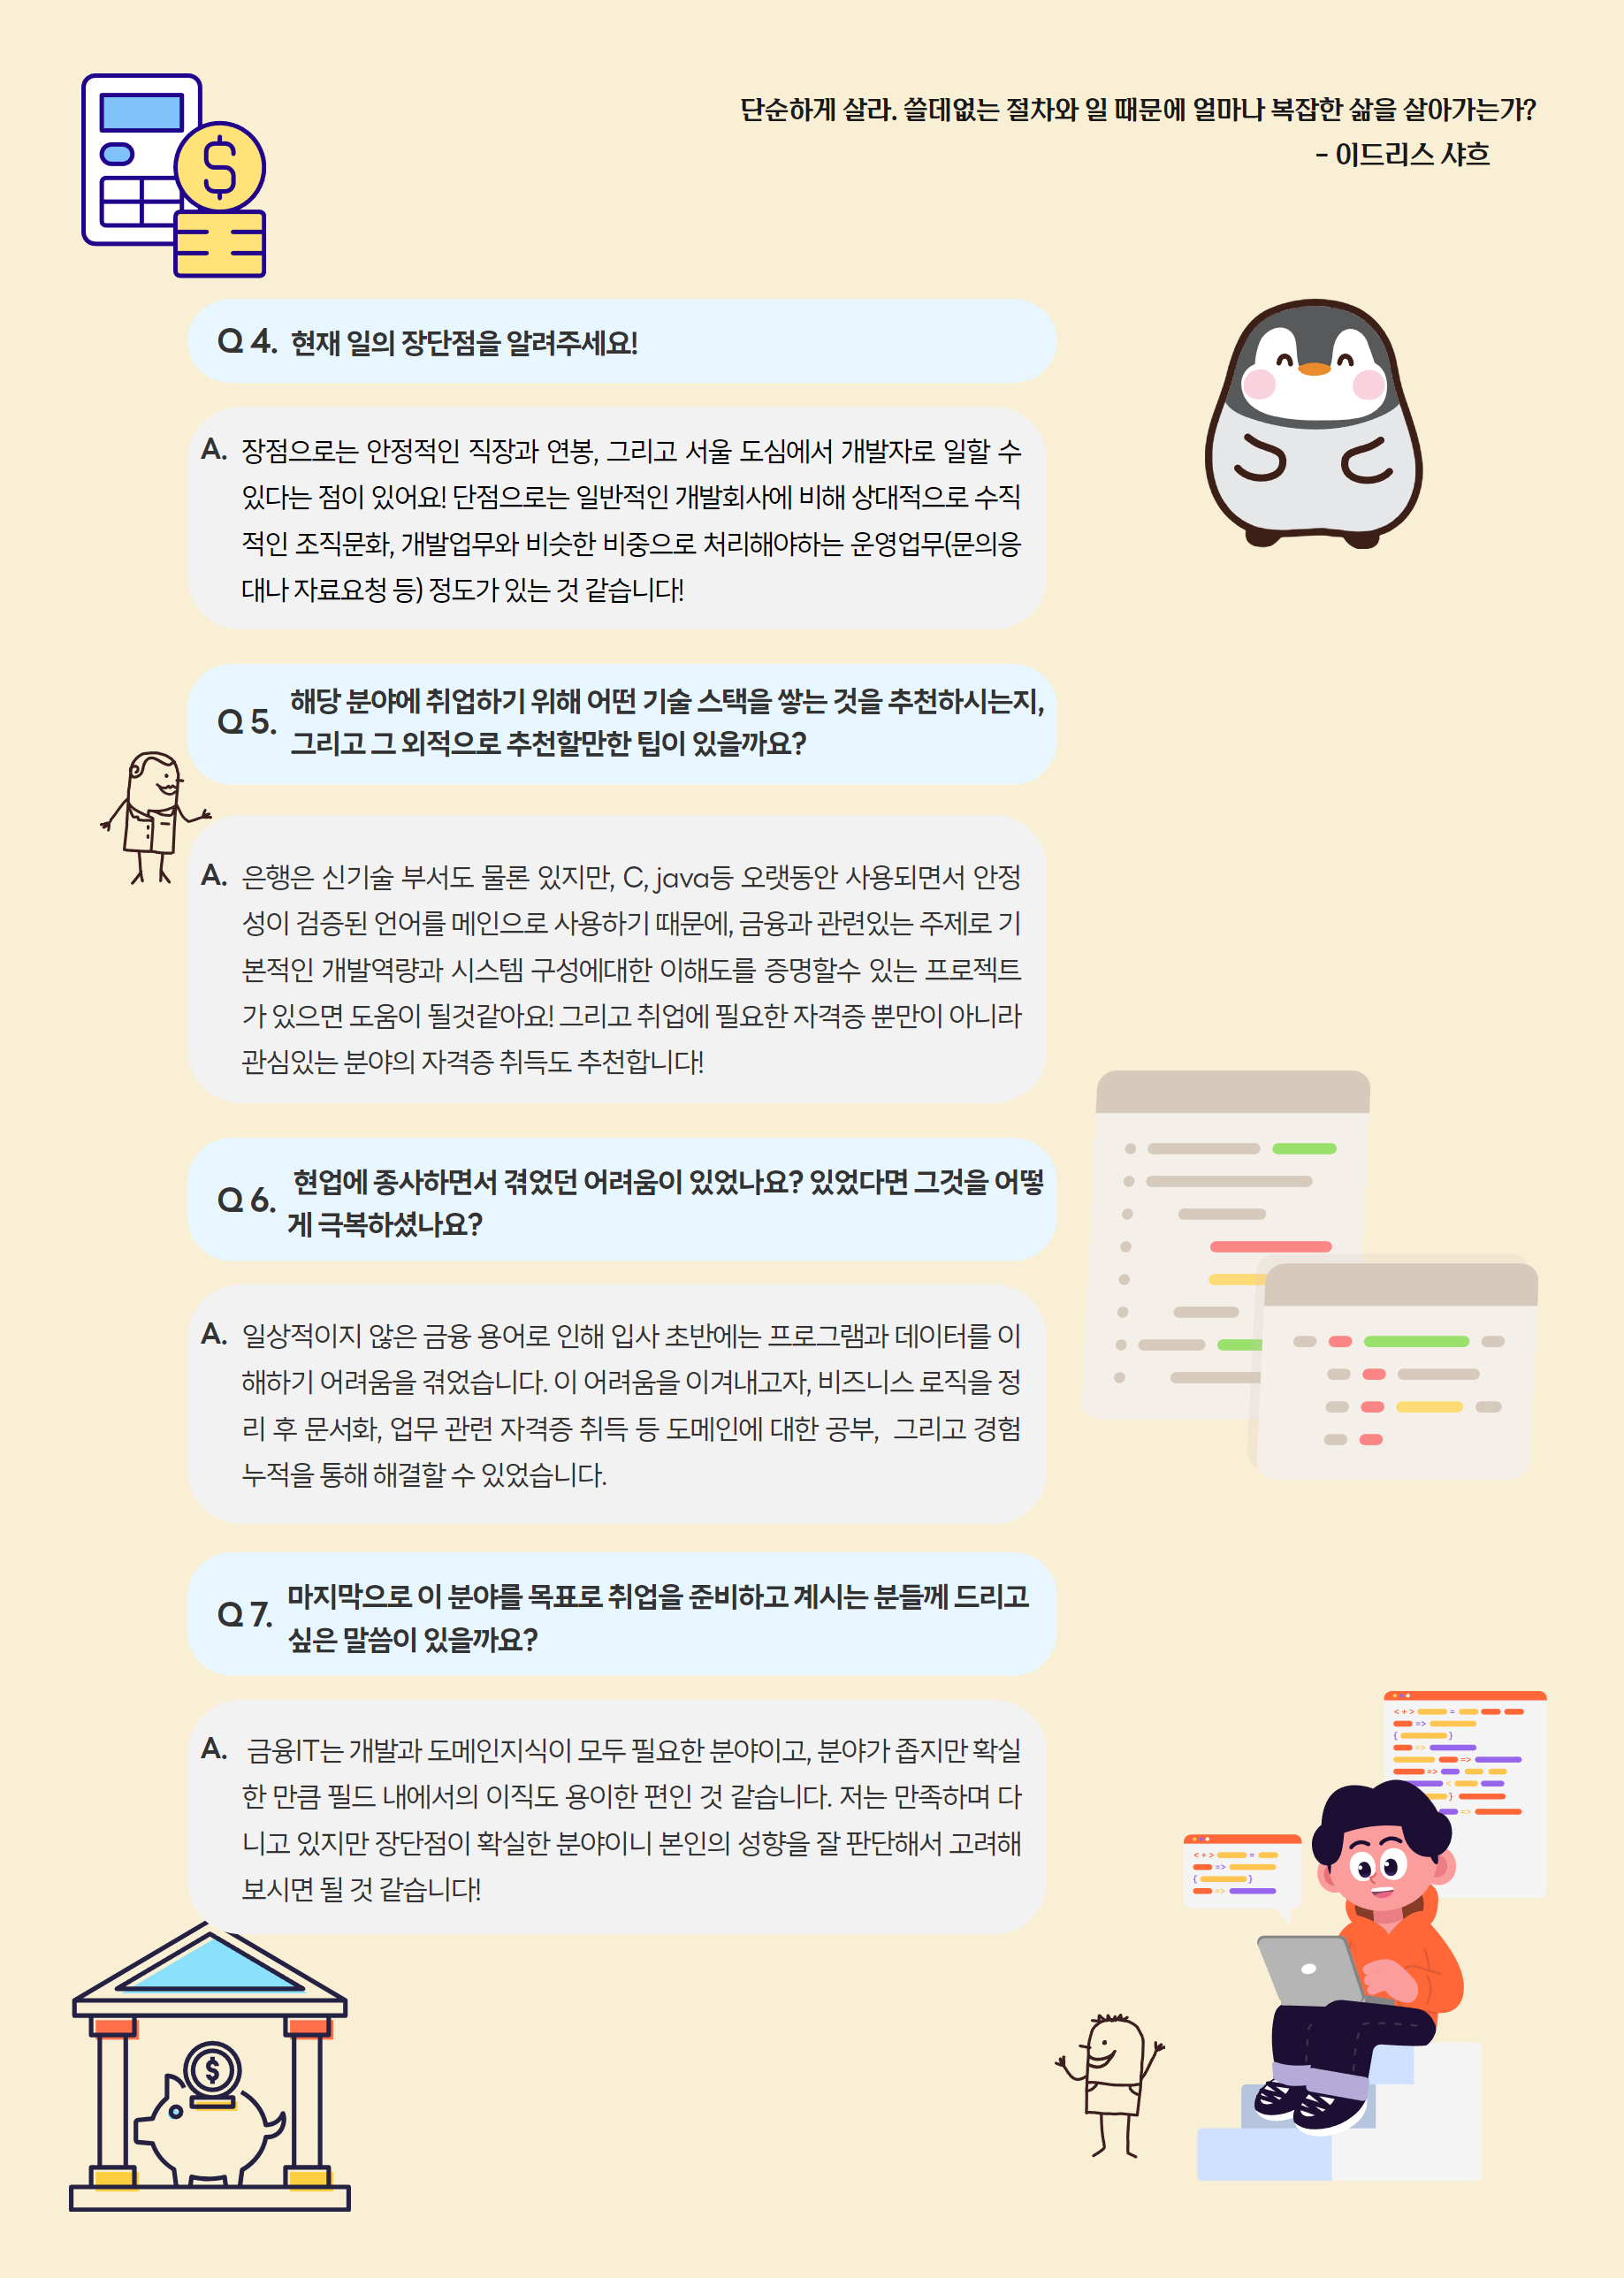 단순하게 살라. 쓸데없는 절차와 일 때문에 얼마나 복잡한 삶을 살아가는가?
- 이드리스 샤흐
Q 4. 현재 일의 장단점을 알려주세요!
A. 장점으로는 안정적인 직장과 연봉, 그리고 서울 도심에서 개발자로 일할 수
있다는 점이 있어요! 단점으로는 일반적인 개발회사에 비해 상대적으로 수직
적인 조직문화, 개발업무와 비슷한 비중으로 처리해야하는 운영업무(문의응
대나 자료요청 등) 정도가 있는 것 같습니다!
Q 5. 해당 분야에 취업하기 위해 어떤 기술 스택을 쌓는 것을 추천하시는지,
그리고 그 외적으로 추천할만한 팁이 있을까요?
A. 은행은 신기술 부서도 물론 있지만, C, java등 오랫동안 사용되면서 안정
성이 검증된 언어를 메인으로 사용하기 때문에, 금융과 관련있는 주제로 기
본적인 개발역량과 시스템 구성에대한 이해도를 증명할수 있는 프로젝트
가 있으면 도움이 될것같아요! 그리고 취업에 필요한 자격증 뿐만이 아니라
관심있는 분야의 자격증 취득도 추천합니다!
Q 6. 현업에 종사하면서 겪었던 어려움이 있었나요? 있었다면 그것을 어떻
게 극복하셨나요?
A. 일상적이지 않은 금융 용어로 인해 입사 초반에는 프로그램과 데이터를 이
해하기 어려움을 겪었습니다. 이 어려움을 이겨내고자, 비즈니스 로직을 정
리 후 문서화, 업무 관련 자격증 취득 등 도메인에 대한 공부, 그리고 경험
누적을 통해 해결할 수 있었습니다.
Q 7. 마지막으로 이 분야를 목표로 취업을 준비하고 계시는 분들께 드리고
싶은 말씀이 있을까요?
A. 금융IT는 개발과 도메인지식이 모두 필요한 분야이고, 분야가 좁지만 확실
한 만큼 필드 내에서의 이직도 용이한 편인 것 같습니다. 저는 만족하며 다
니고 있지만 장단점이 확실한 분야이니 본인의 성향을 잘 판단해서 고려해
보시면 될 것 같습니다!